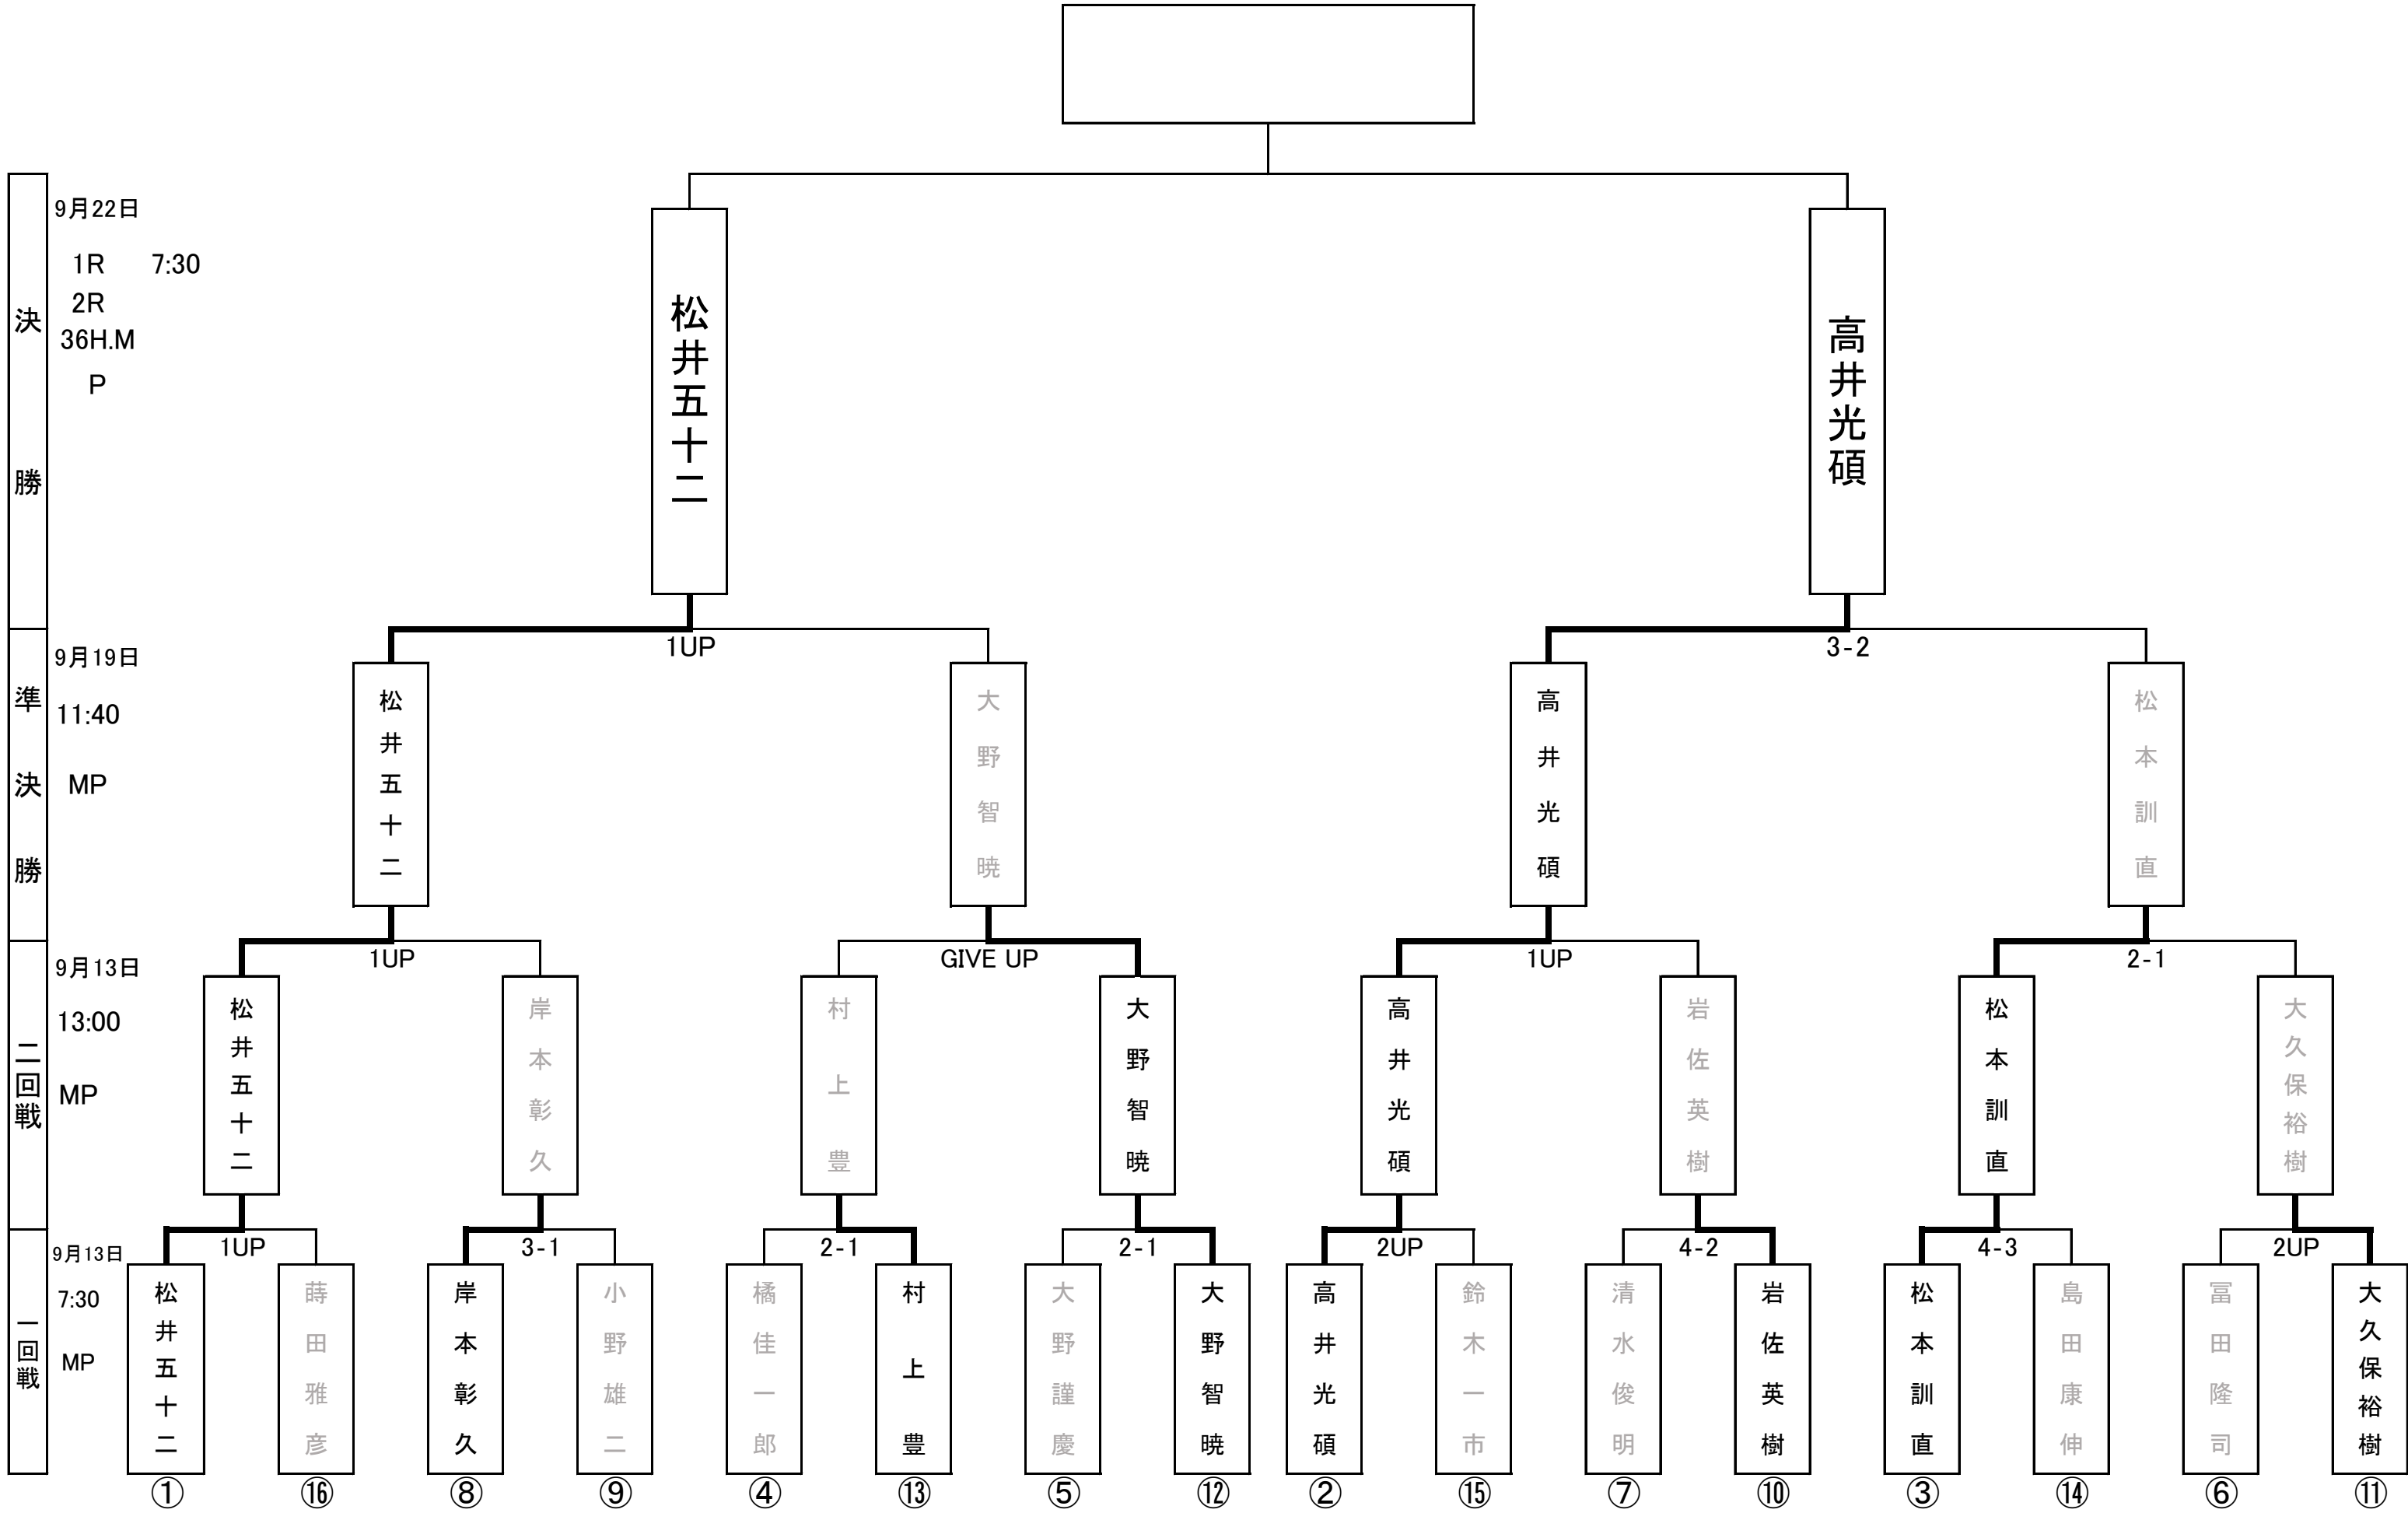 決勝
9月22日
1R 7:30
2R
36H.M
P
松井五十二
高井光碩
1UP
3-2
準決勝
9月19日
11:40
MP
松井五十二
大野智暁
高井光碩
松本訓直
1UP
GIVE UP
1UP
2-1
二回戦
9月13日
13:00
MP
松井五十二
岸本彰久
村上豊
大野智暁
高井光碩
岩佐英樹
松本訓直
大久保裕樹
1UP
3-1
2-1
2-1
2UP
4-2
4-3
2UP
一回戦
9月13日
7:30
MP
松井五十二
蒔田雅彦
岸本彰久
小野雄二
橘佳一郎
村上豊
大野謹慶
大野智暁
高井光碩
鈴木一市
清水俊明
岩佐英樹
松本訓直
島田康伸
冨田隆司
大久保裕樹
① ⑯ ⑧ ⑨ ④ ⑬ ⑤ ⑫ ② ⑮ ⑦ ⑩ ③ ⑭ ⑥ ⑪